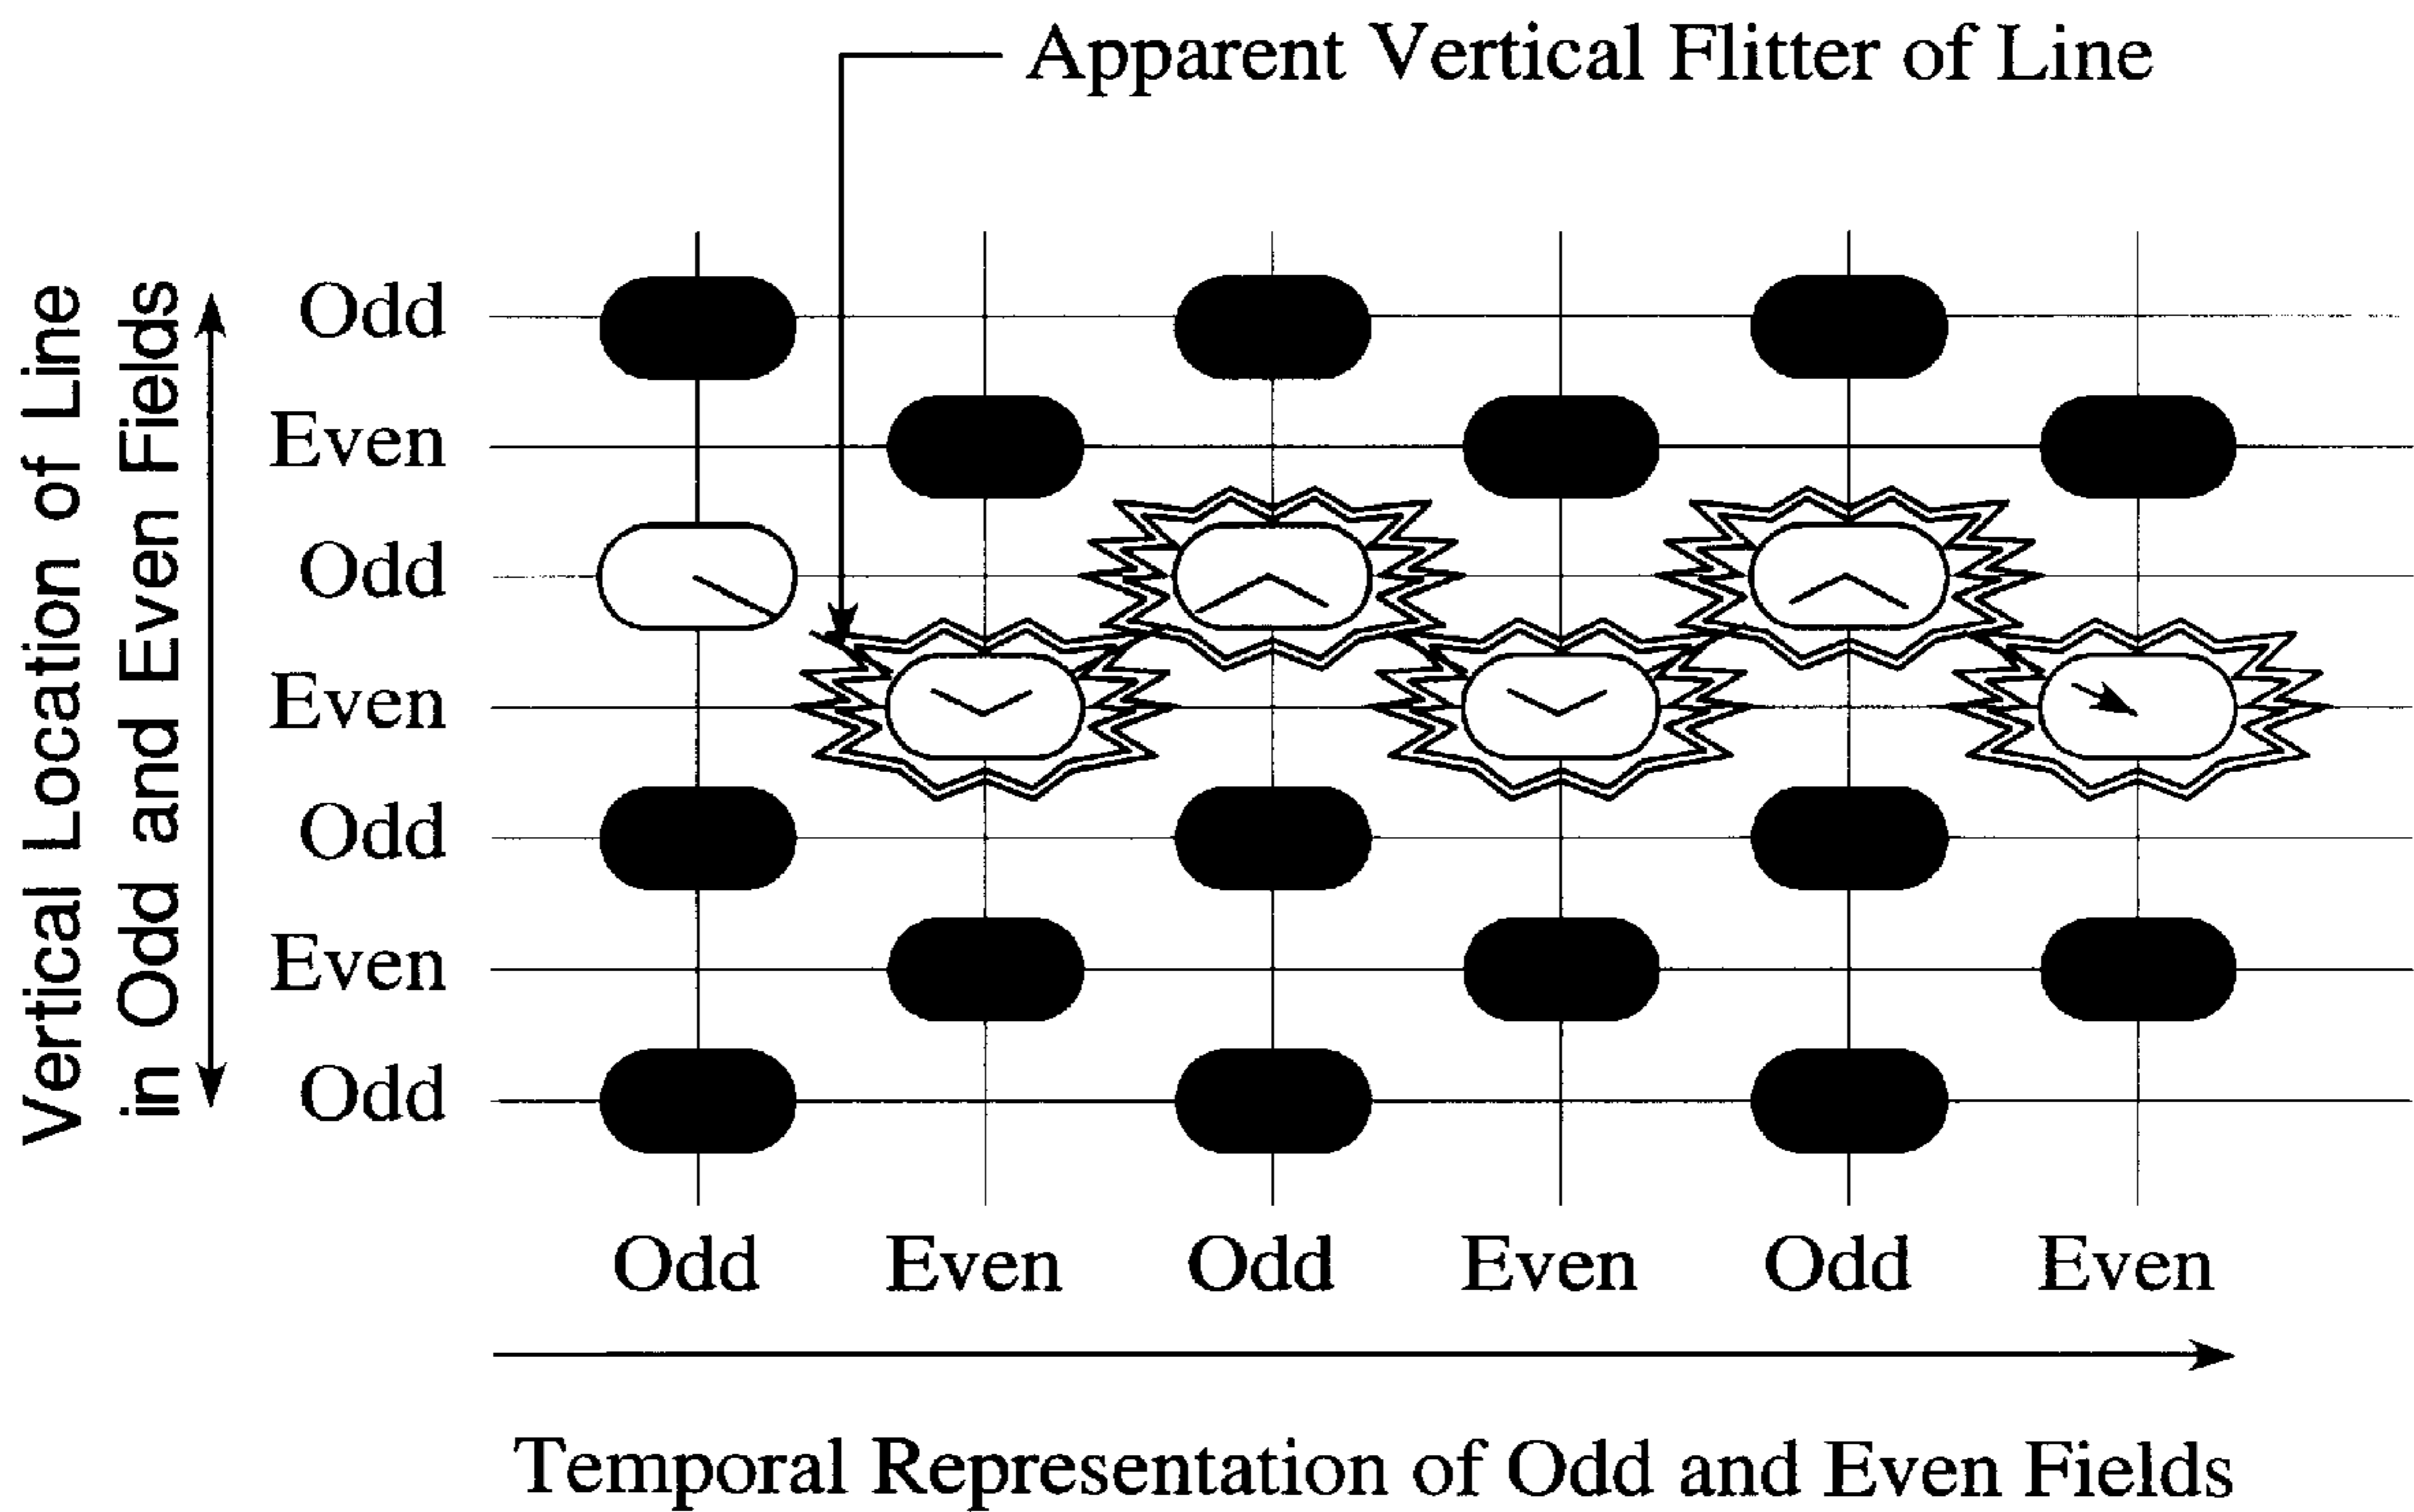 Apparent Vertical Flitter of Line
Vertical Location of Line
in Odd and Even Fields
Odd
Even
Odd
Even
Odd
Even
Odd
Odd Even Odd Even Odd Even
Temporal Representation of Odd and Even Fields